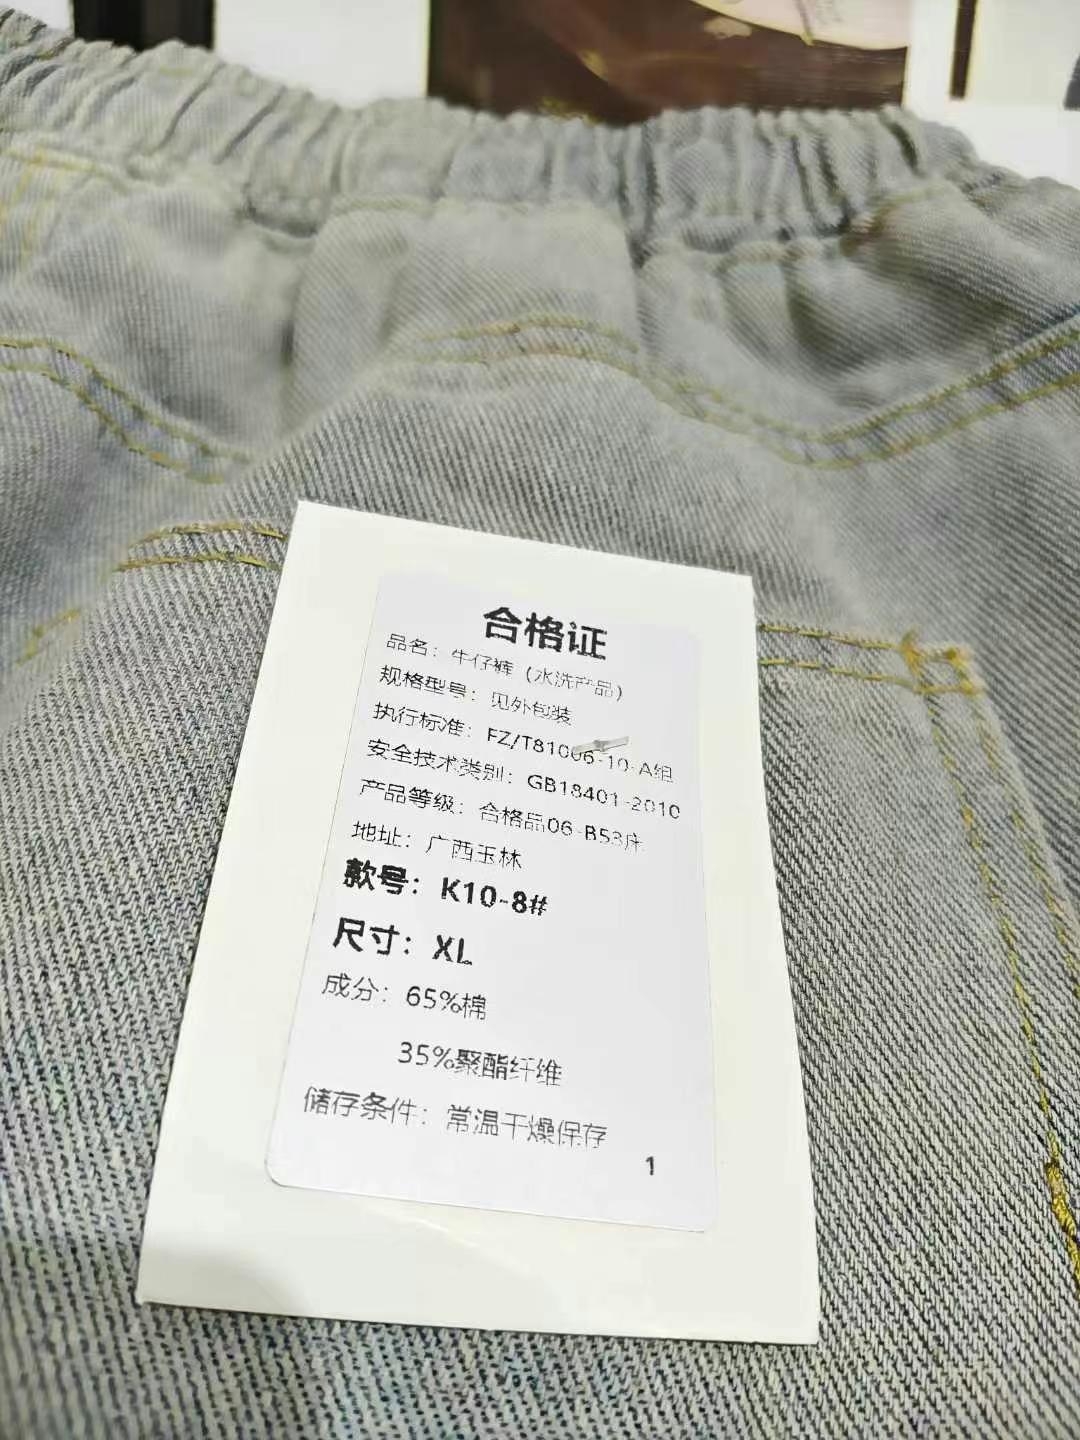 合格证
品名：牛仔裤（水洗产品）
规格型号：见外包装
执行标准：FZ/T81006-10-A组
安全技术类别：GB18401-2010
产品等级：合格品06-B53床
地址：广西玉林
款号：K10-8#
尺寸：XL
成分：65%棉
35%聚酯纤维
储存条件：常温干燥保存
1